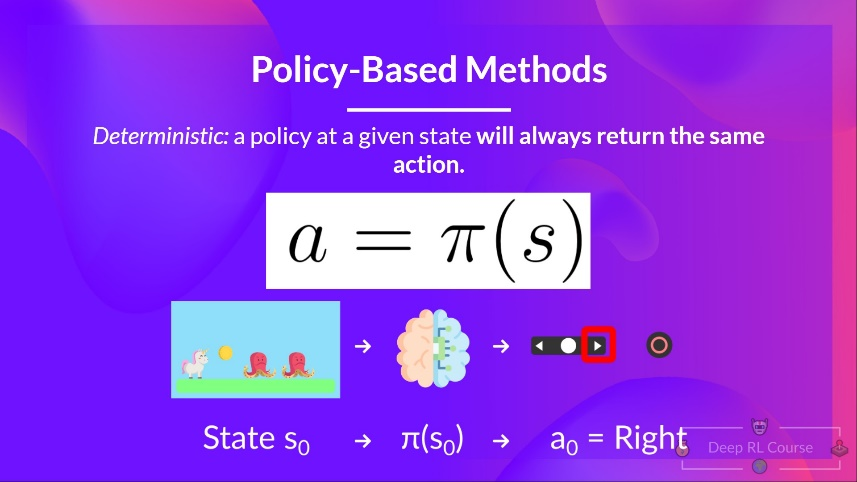 Policy-Based Methods
Deterministic: a policy at a given state will always return the same
action.
a = π(s)
State s₀ → π(s₀) → a₀ = Right
Deep RL Course